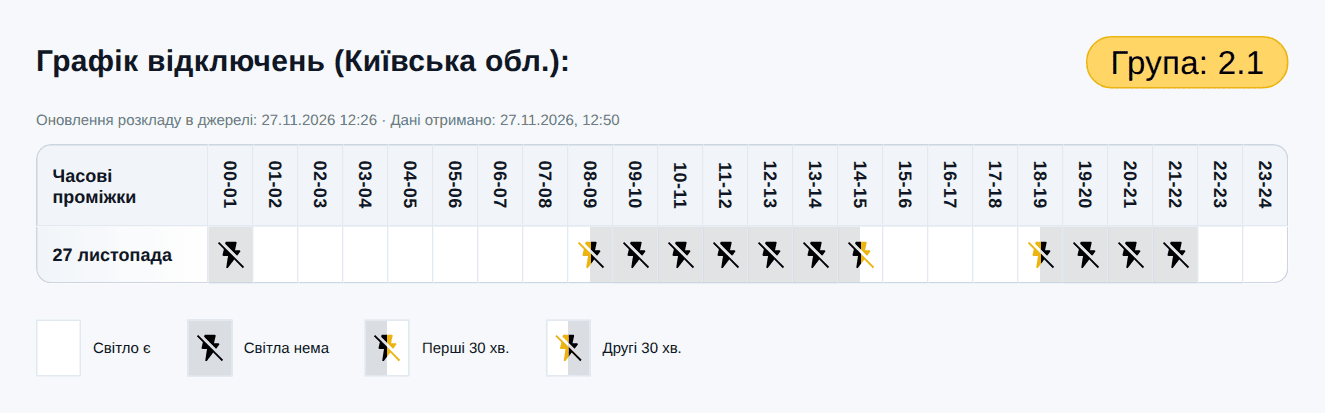 Графік відключень (Київська обл.):
Група: 2.1
Оновлення розкладу в джерелі: 27.11.2026 12:26 · Дані отримано: 27.11.2026, 12:50
Часові
проміжки
00-01
01-02
02-03
03-04
04-05
05-06
06-07
07-08
08-09
09-10
10-11
11-12
12-13
13-14
14-15
15-16
16-17
17-18
18-19
19-20
20-21
21-22
22-23
23-24
27 листопада
Світло є
Світла нема
Перші 30 хв.
Другі 30 хв.